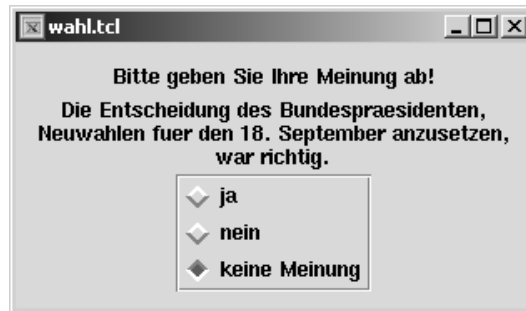 wahl.tcl
Bitte geben Sie Ihre Meinung ab!
Die Entscheidung des Bundespraesidenten,
Neuwahlen fuer den 18. September anzusetzen,
war richtig.
ja
nein
keine Meinung